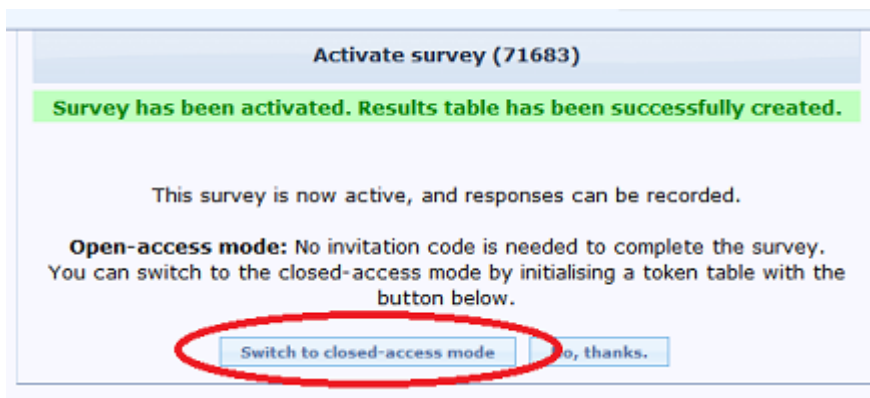 Activate survey (71683)
Survey has been activated. Results table has been successfully created.
This survey is now active, and responses can be recorded.
Open-access mode: No invitation code is needed to complete the survey.
You can switch to the closed-access mode by initialising a token table with the
button below.
Switch to closed-access mode No, thanks.